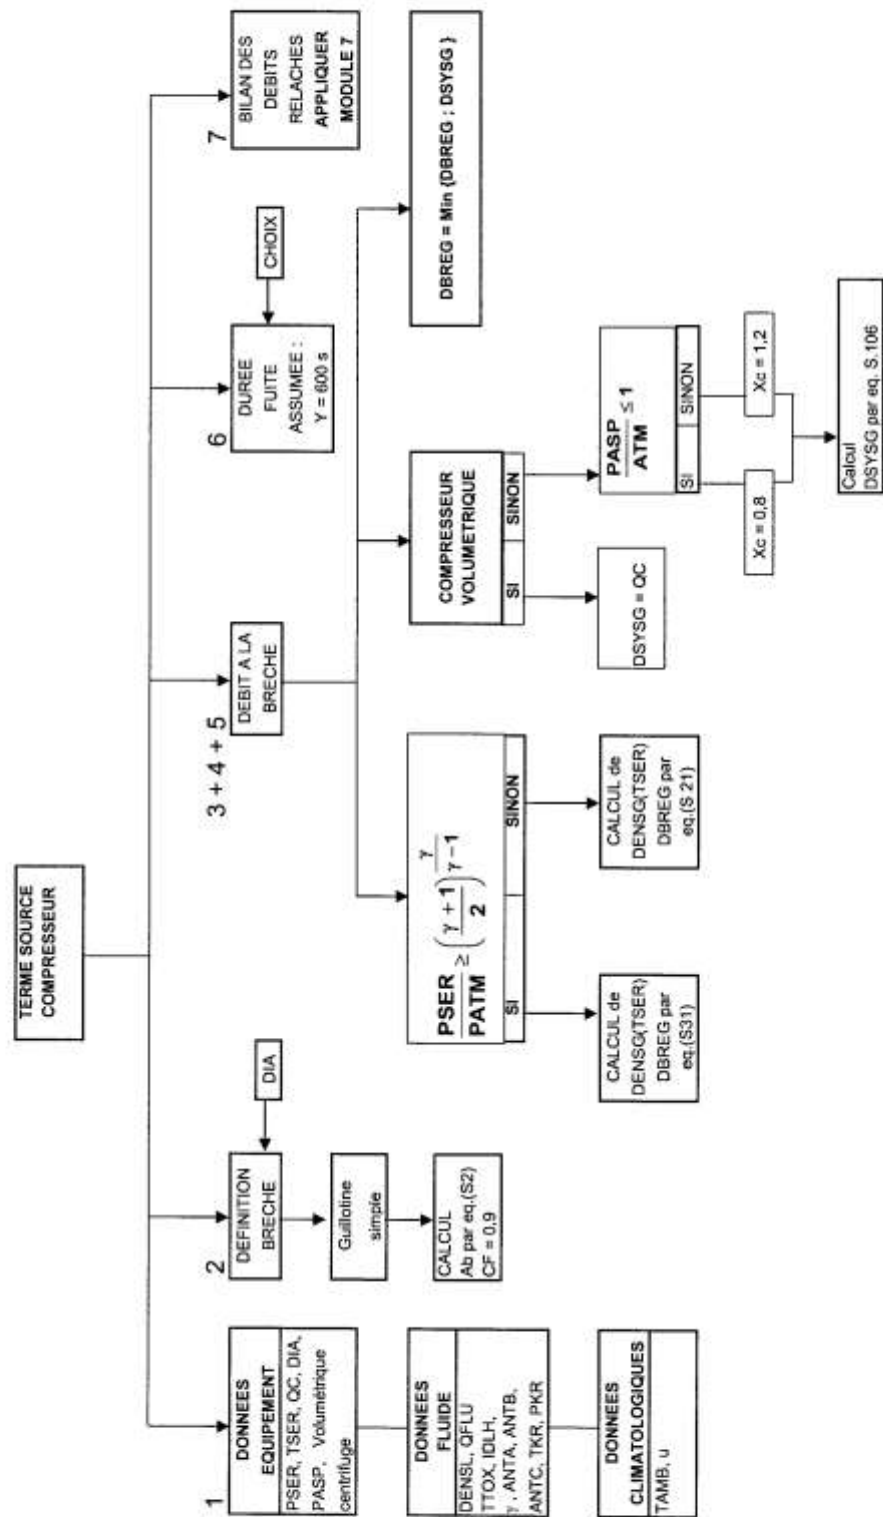 TERME SOURCE
COMPRESSEUR
1
DONNEES
EQUIPEMENT
PSER, TSER, QC, DIA,
PASP, Volumétrique
centrifuge
DONNEES
FLUIDE
DENSL, QFLU
TTOX, IDLH,
γ, ANTA, ANTB,
ANTC, TKR, PKR
DONNEES
CLIMATOLOGIQUES
TAMB, u
2
DEFINITION
BRECHE
DIA
Guillotine
simple
CALCUL
Ab par eq.(S2)
CF = 0,9
3 + 4 + 5
DEBIT A LA
BRECHE
PSER/PATM ≥ ((γ + 1)/2)^(γ/(γ − 1))
SI
SINON
CALCUL de
DENSG(TSER)
DBREG par
eq.(S31)
CALCUL de
DENSG(TSER)
DBREG par
eq.(S 21)
COMPRESSEUR
VOLUMETRIQUE
SI
SINON
DSYSG = QC
PASP/ATM ≤ 1
SI
SINON
Xc = 0,8
Xc = 1,2
Calcul
DSYSG par eq. S.106
DBREG = Min {DBREG ; DSYSG }
6
DUREE
FUITE
ASSUMEE :
Y = 600 s
CHOIX
7
BILAN DES
DEBITS
RELACHES
APPLIQUER
MODULE 7